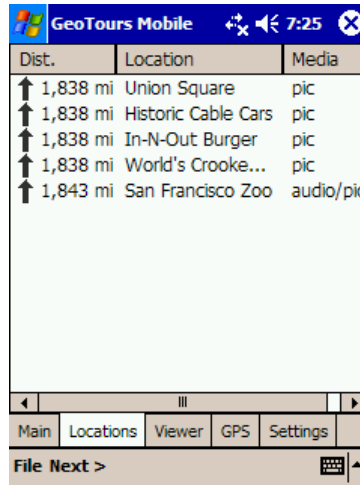 GeoTours Mobile 7:25
Dist. Location Media
1,838 mi Union Square pic
1,838 mi Historic Cable Cars pic
1,838 mi In-N-Out Burger pic
1,838 mi World's Crooke... pic
1,843 mi San Francisco Zoo audio/pic
Main Locations Viewer GPS Settings
File Next >